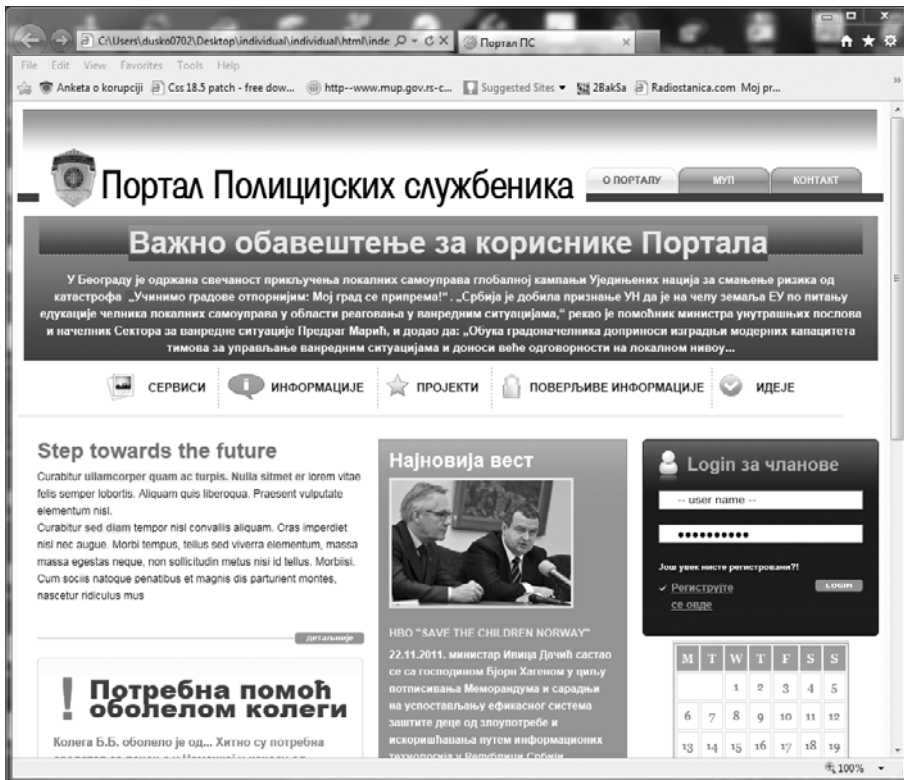 C:\Users\dusko0702\Desktop\individual\individual\html\inde
Портал ПС
File Edit View Favorites Tools Help
Anketa o korupciji Css 18.5 patch - free dow... http--www.mup.gov.rs-c... Suggested Sites 2BakSa Radiostanica.com Moj pr...
Портал Полицијских службеника
О ПОРТАЛУ МУП КОНТАКТ
Важно обавештење за кориснике Портала
У Београду је одржана свечаност прикључења локалних самоуправа глобалној кампањи Уједињених нација за смањење ризика од
катастрофа „Учинимо градове отпорнијим: Мој град се припрема!“ . „Србија је добила признање УН да је на челу земаља ЕУ по питању
едукације челника локалних самоуправа у области реаговања у ванредним ситуацијама,“ рекао је помоћник министра унутрашњих послова
и начелник Сектора за ванредне ситуације Предраг Марић, и додао да: „Обука градоначелника доприноси изградњи модерних капацитета
тимова за управљање ванредним ситуацијама и доноси веће одговорности на локалном нивоу...
СЕРВИСИ ИНФОРМАЦИЈЕ ПРОЈЕКТИ ПОВЕРЉИВЕ ИНФОРМАЦИЈЕ ИДЕЈЕ
Step towards the future
Curabitur ullamcorper quam ac turpis. Nulla sitmet er lorem vitae
felis semper lobortis. Aliquam quis liberoqua. Praesent vulputate
elementum nisl.
Curabitur sed diam tempor nisl convallis aliquam. Cras imperdiet
nisl nec augue. Morbi tempus, tellus sed viverra elementum, massa
massa egestas neque, non sollicitudin metus nisi id tellus. Morbiisi.
Cum sociis natoque penatibus et magnis dis parturient montes,
nascetur ridiculus mus
детаљније
! Потребна помоћ
оболелом колеги
Колега Б.Б. оболело је од... Хитно су потребна
Најновија вест
НВО "SAVE THE CHILDREN NORWAY"
22.11.2011. министар Ивица Дачић састао
се са господином Бјорн Хагеном у циљу
потписивања Меморандума и сарадњи
на успостављању ефикасног система
заштите деце од злоупотребе и
искоришћавања путем информационих
технологија у Републици Србији
Login за чланове
-- user name --
••••••••••
Још увек нисте регистровани?!
Региструјте
се овде
LOGIN
M T W T F S S
1 2 3 4 5
6 7 8 9 10 11 12
13 14 15 16 17 18 19
100%